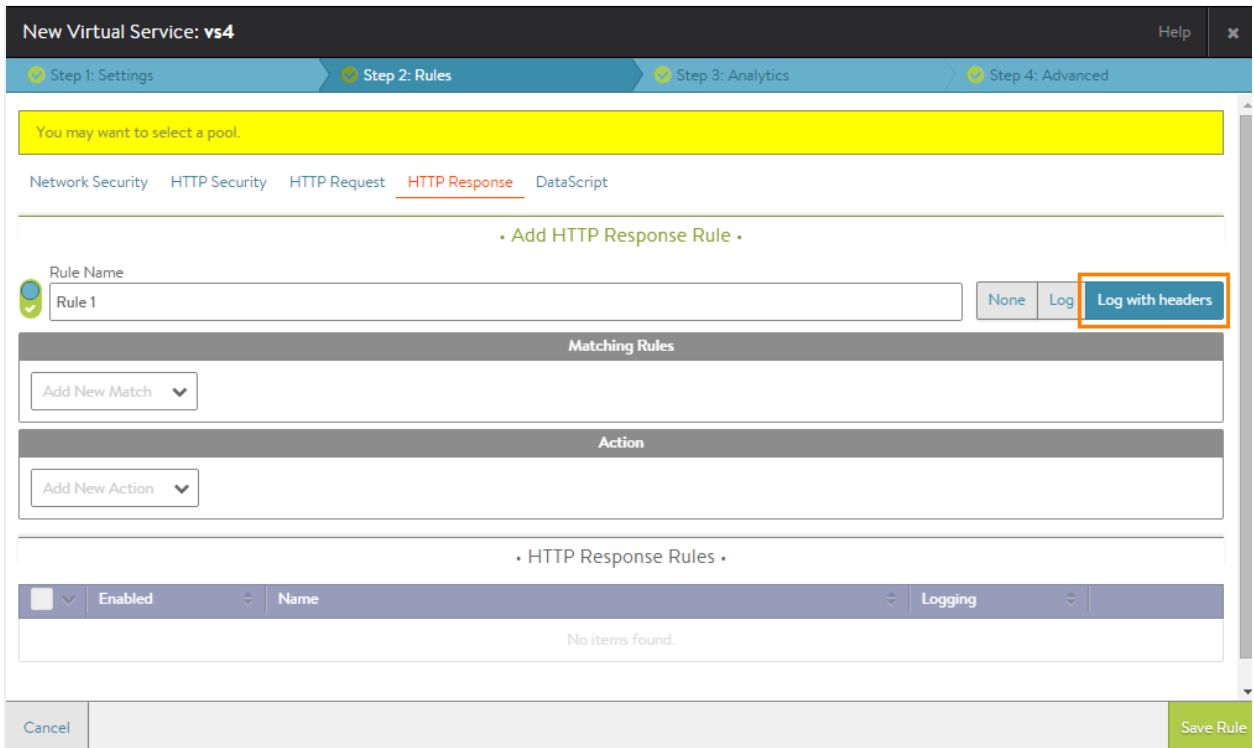 New Virtual Service: vs4 Help ×
Step 1: Settings Step 2: Rules Step 3: Analytics Step 4: Advanced
You may want to select a pool.
Network Security HTTP Security HTTP Request HTTP Response DataScript
• Add HTTP Response Rule •
Rule Name
Rule 1 None Log Log with headers
Matching Rules
Add New Match
Action
Add New Action
• HTTP Response Rules •
Enabled Name Logging
No items found.
Cancel Save Rule